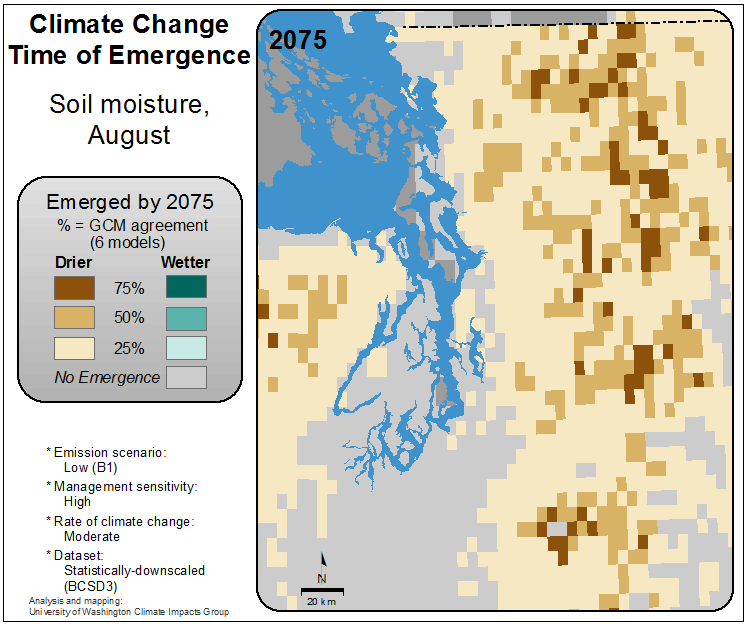 Climate Change
Time of Emergence
Soil moisture,
August
Emerged by 2075
% = GCM agreement
(6 models)
Drier Wetter
75%
50%
25%
No Emergence
* Emission scenario:
Low (B1)
* Management sensitivity:
High
* Rate of climate change:
Moderate
* Dataset:
Statistically-downscaled
(BCSD3)
Analysis and mapping:
University of Washington Climate Impacts Group
2075
N
20 km